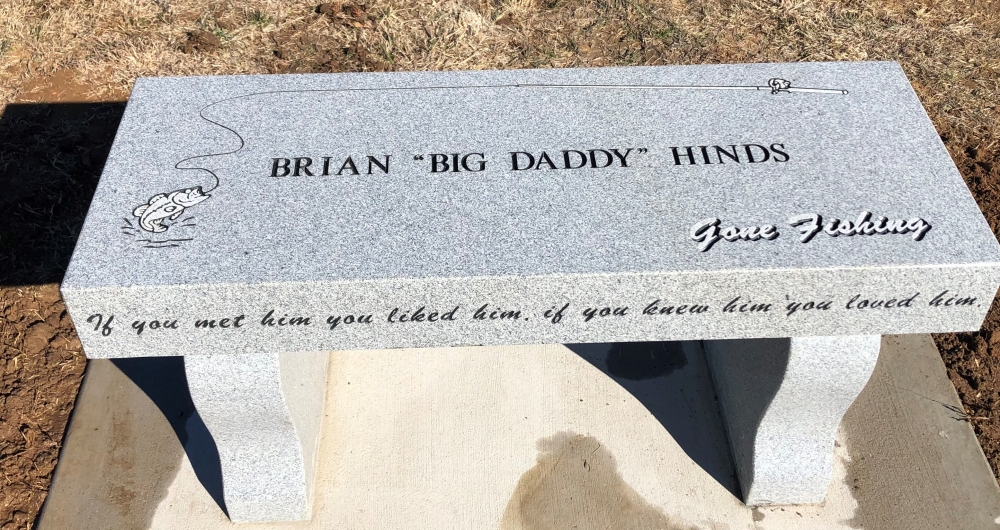 BRIAN "BIG DADDY" HINDS
Gone Fishing
If you met him you liked him. if you knew him you loved him.